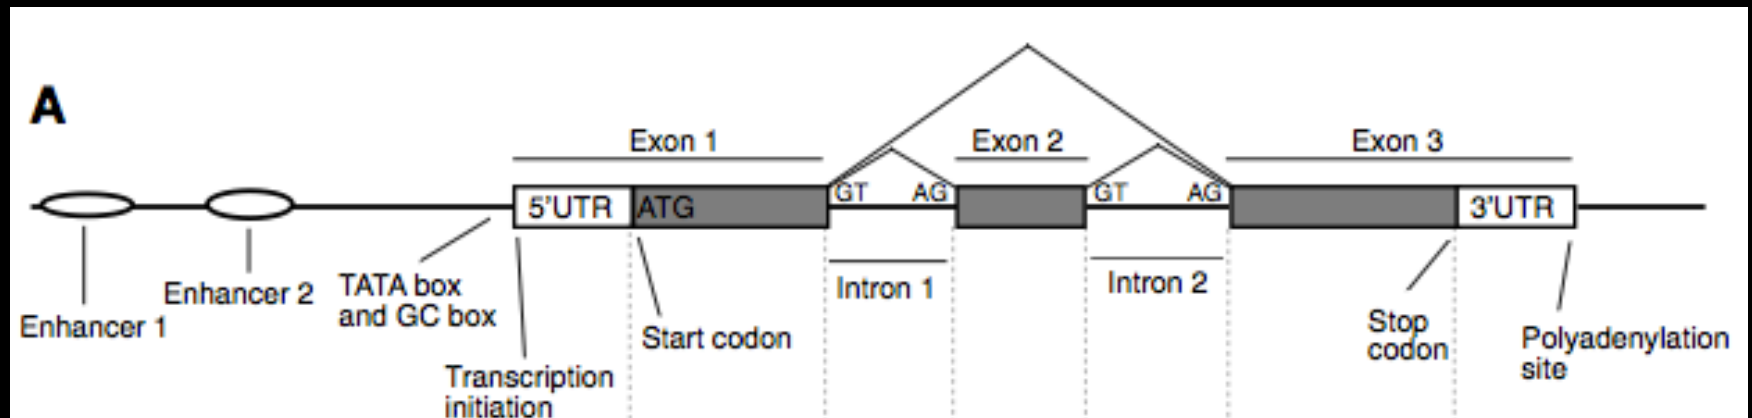 A
Exon 1
Exon 2
Exon 3
5'UTR
ATG
GT
AG
GT
AG
3'UTR
Enhancer 1
Enhancer 2
TATA box
and GC box
Transcription
initiation
Start codon
Intron 1
Intron 2
Stop
codon
Polyadenylation
site